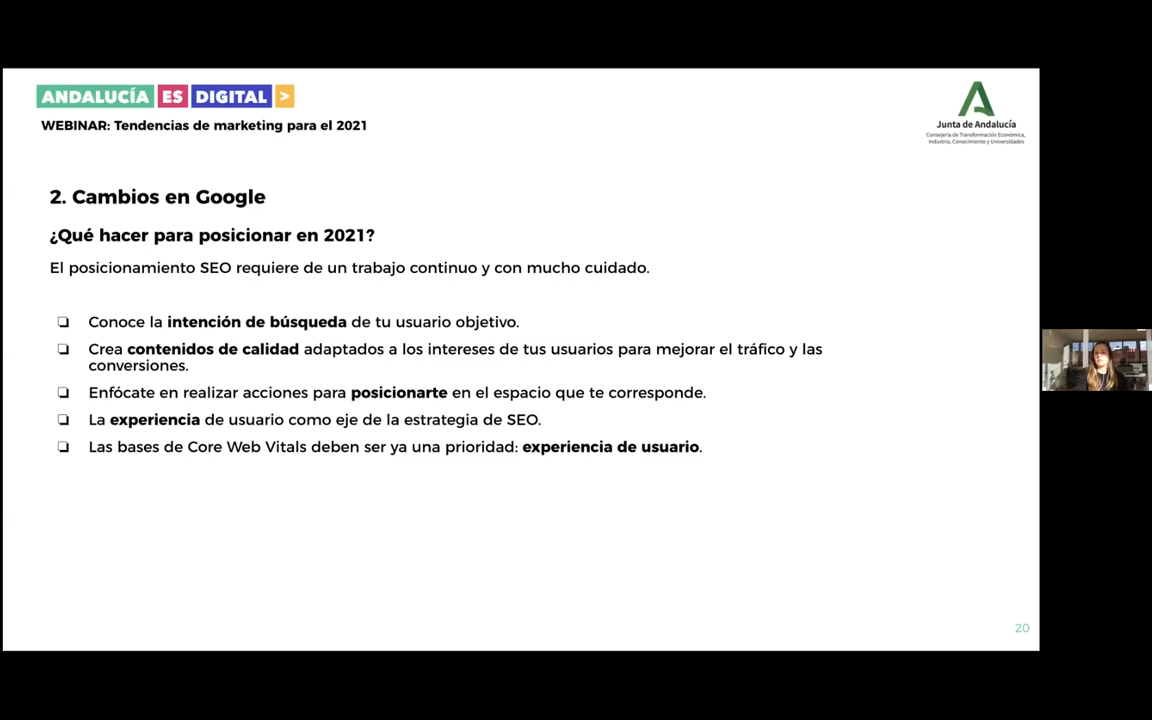 ANDALUCÍA ES DIGITAL >
WEBINAR: Tendencias de marketing para el 2021
Junta de Andalucía
Consejería de Transformación Económica,
Industria, Conocimiento y Universidades
2. Cambios en Google
¿Qué hacer para posicionar en 2021?
El posicionamiento SEO requiere de un trabajo continuo y con mucho cuidado.
❏ Conoce la intención de búsqueda de tu usuario objetivo.
❏ Crea contenidos de calidad adaptados a los intereses de tus usuarios para mejorar el tráfico y las
conversiones.
❏ Enfócate en realizar acciones para posicionarte en el espacio que te corresponde.
❏ La experiencia de usuario como eje de la estrategia de SEO.
❏ Las bases de Core Web Vitals deben ser ya una prioridad: experiencia de usuario.
20